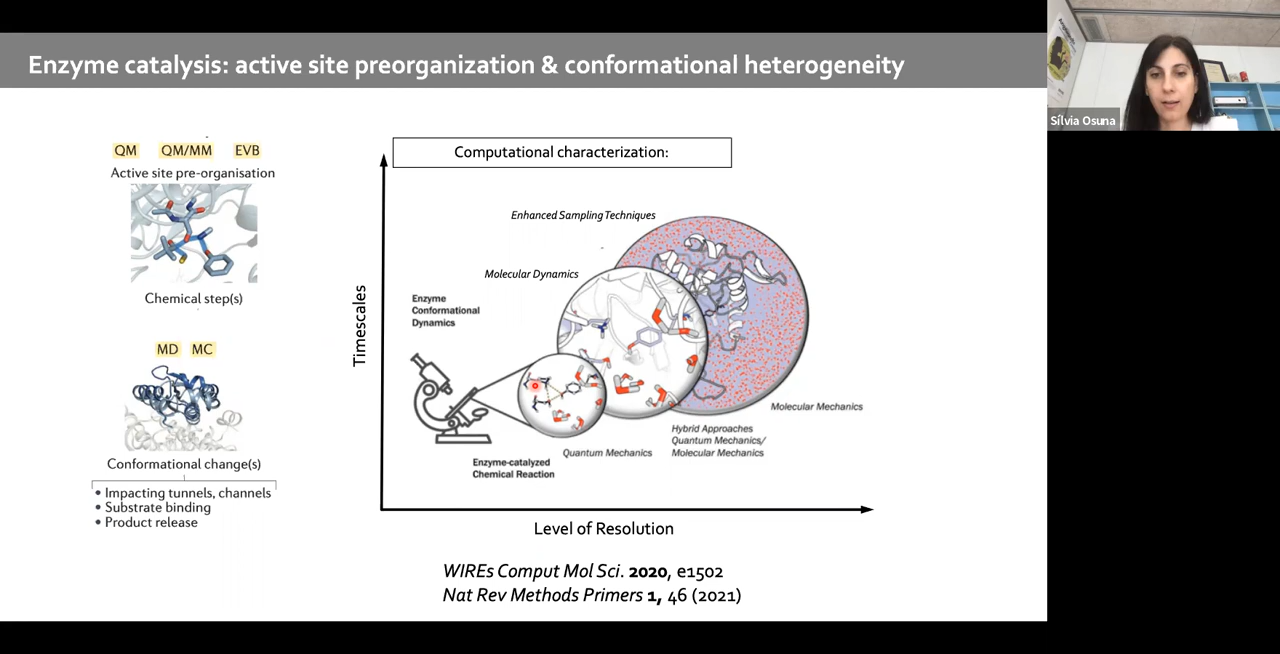 Enzyme catalysis: active site preorganization & conformational heterogeneity
Sílvia Osuna
QM QM/MM EVB
Active site pre-organisation
Chemical step(s)
MD MC
Conformational change(s)
• Impacting tunnels, channels
• Substrate binding
• Product release
Computational characterization:
Timescales
Enhanced Sampling Techniques
Molecular Dynamics
Enzyme
Conformational
Dynamics
Enzyme-catalyzed
Chemical Reaction
Quantum Mechanics
Hybrid Approaches
Quantum Mechanics/
Molecular Mechanics
Molecular Mechanics
Level of Resolution
WIREs Comput Mol Sci. 2020, e1502
Nat Rev Methods Primers 1, 46 (2021)